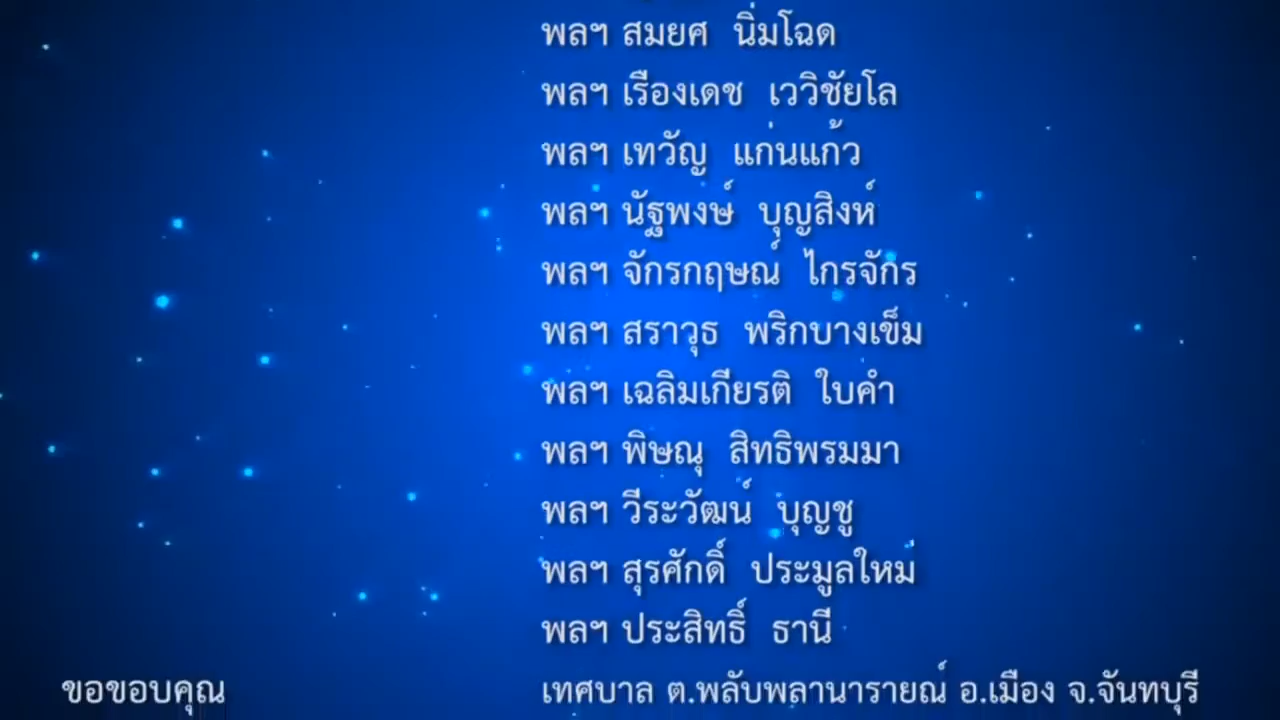 พลฯ สมยศ นิ่มโฉด
พลฯ เรืองเดช เววิชัยโล
พลฯ เทวัญ แก่นแก้ว
พลฯ นัฐพงษ์ บุญสิงห์
พลฯ จักรกฤษณ์ ไกรจักร
พลฯ สราวุธ พริกบางเข็ม
พลฯ เฉลิมเกียรติ ใบคำ
พลฯ พิษณุ สิทธิพรมมา
พลฯ วีระวัฒน์ บุญชู
พลฯ สุรศักดิ์ ประมูลใหม่
พลฯ ประสิทธิ์ ธานี
ขอขอบคุณ เทศบาล ต.พลับพลานารายณ์ อ.เมือง จ.จันทบุรี